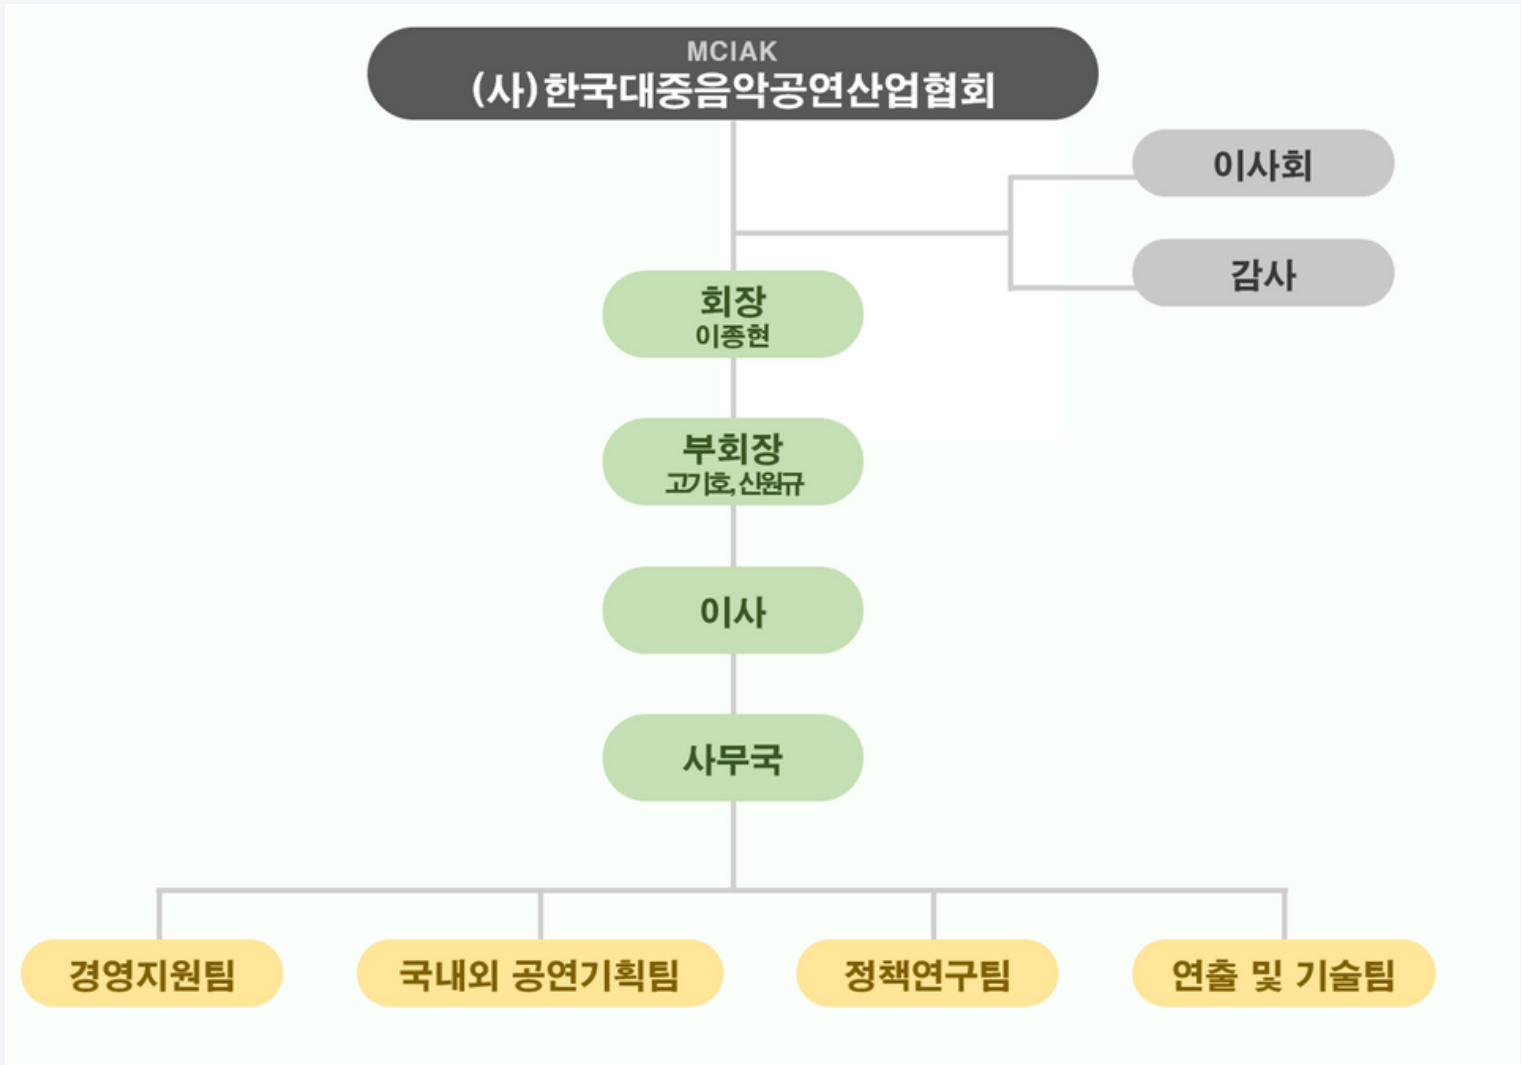 MCIAK
(사)한국대중음악공연산업협회
이사회
감사
회장
이종현
부회장
고기호, 신원규
이사
사무국
경영지원팀
국내외 공연기획팀
정책연구팀
연출 및 기술팀